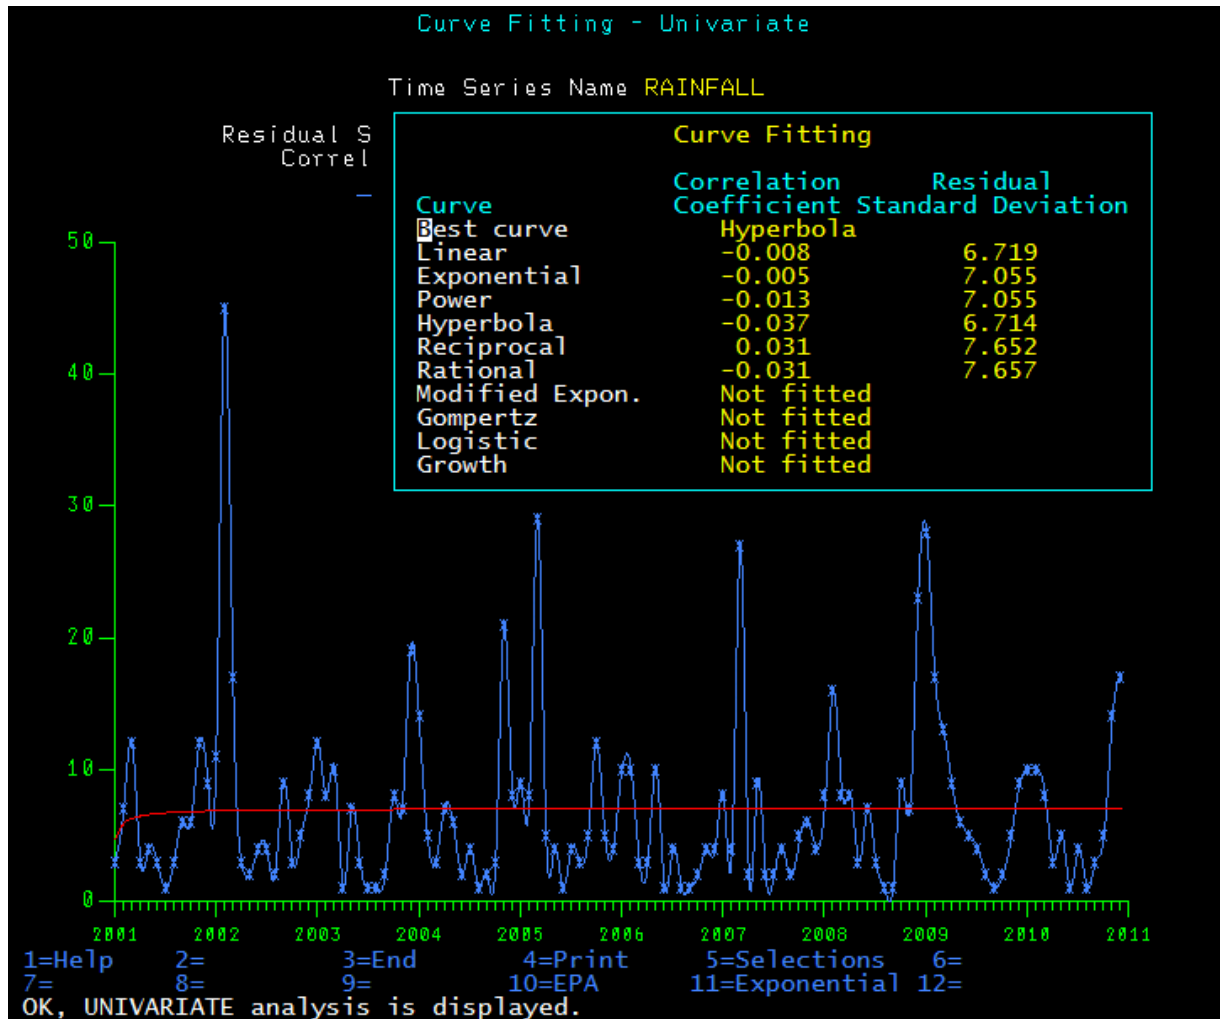 Curve Fitting - Univariate
Time Series Name RAINFALL
Residual S
Correl
Curve Fitting
Correlation Residual
Curve Coefficient Standard Deviation
Best curve Hyperbola
Linear -0.008 6.719
Exponential -0.005 7.055
Power -0.013 7.055
Hyperbola -0.037 6.714
Reciprocal 0.031 7.652
Rational -0.031 7.657
Modified Expon. Not fitted
Gompertz Not fitted
Logistic Not fitted
Growth Not fitted
50
40
30
20
10
0
2001 2002 2003 2004 2005 2006 2007 2008 2009 2010 2011
1=Help 2= 3=End 4=Print 5=Selections 6=
7= 8= 9= 10=EPA 11=Exponential 12=
OK, UNIVARIATE analysis is displayed.